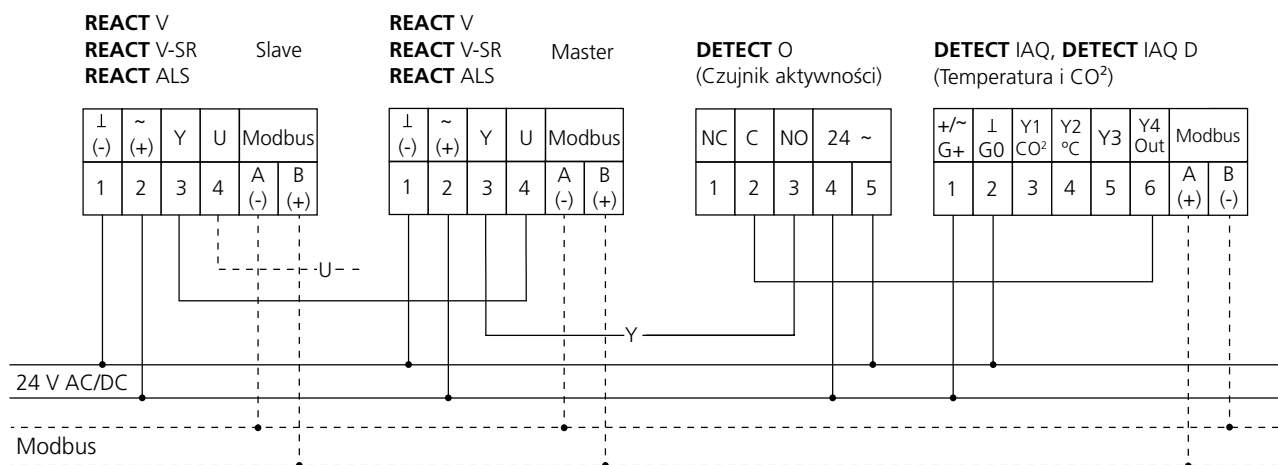 REACT V
REACT V-SR Slave
REACT ALS
⊥ (-) ~ (+) Y U Modbus
1 2 3 4 A (-) B (+)
REACT V
REACT V-SR Master
REACT ALS
⊥ (-) ~ (+) Y U Modbus
1 2 3 4 A (-) B (+)
DETECT O
(Czujnik aktywności)
NC C NO 24 ~
1 2 3 4 5
DETECT IAQ, DETECT IAQ D
(Temperatura i CO²)
+/~ G+ ⊥ G0 Y1 CO² Y2 ºC Y3 Y4 Out Modbus
1 2 3 4 5 6 A (+) B (-)
U
Y
24 V AC/DC
Modbus